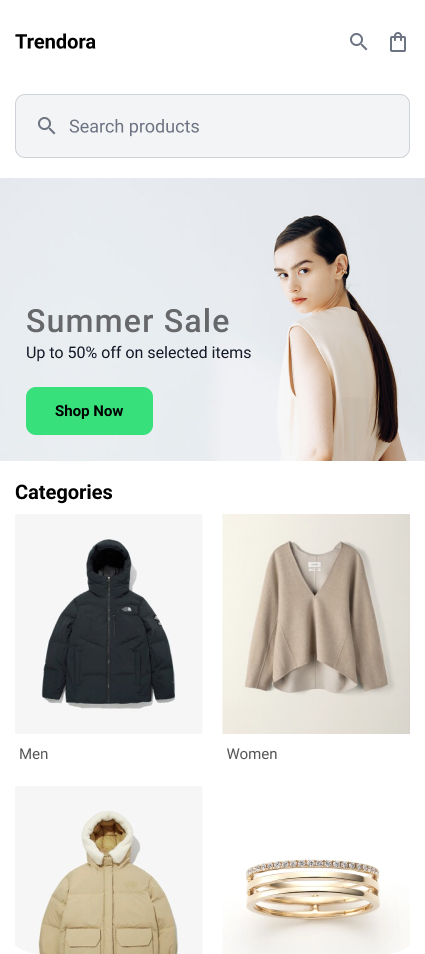 Trendora
Search products
Summer Sale
Up to 50% off on selected items
Shop Now
Categories
Men
Women